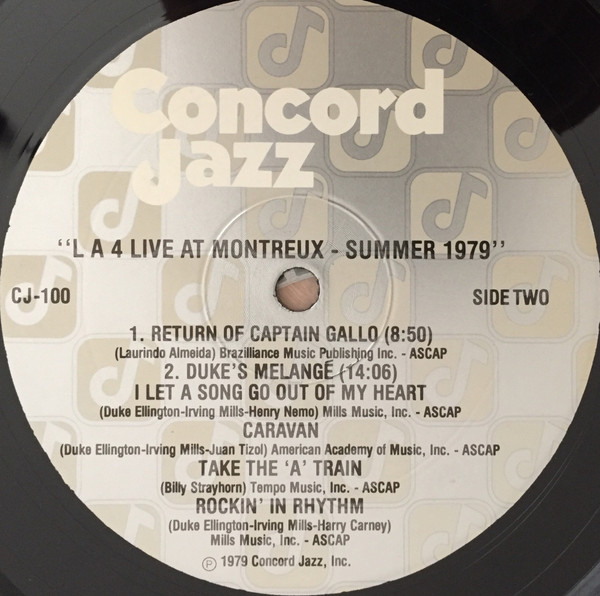 Concord
Jazz
“L A 4 LIVE AT MONTREUX - SUMMER 1979”
CJ-100
SIDE TWO
1. RETURN OF CAPTAIN GALLO (8:50)
(Laurindo Almeida) Brazilliance Music Publishing Inc. - ASCAP
2. DUKE'S MELANGÉ (14:06)
I LET A SONG GO OUT OF MY HEART
(Duke Ellington-Irving Mills-Henry Nemo) Mills Music, Inc. - ASCAP
CARAVAN
(Duke Ellington-Irving Mills-Juan Tizol) American Academy of Music, Inc. - ASCAP
TAKE THE ‘A’ TRAIN
(Billy Strayhorn) Tempo Music, Inc. - ASCAP
ROCKIN’ IN RHYTHM
(Duke Ellington-Irving Mills-Harry Carney)
Mills Music, Inc. - ASCAP
℗ 1979 Concord Jazz, Inc.